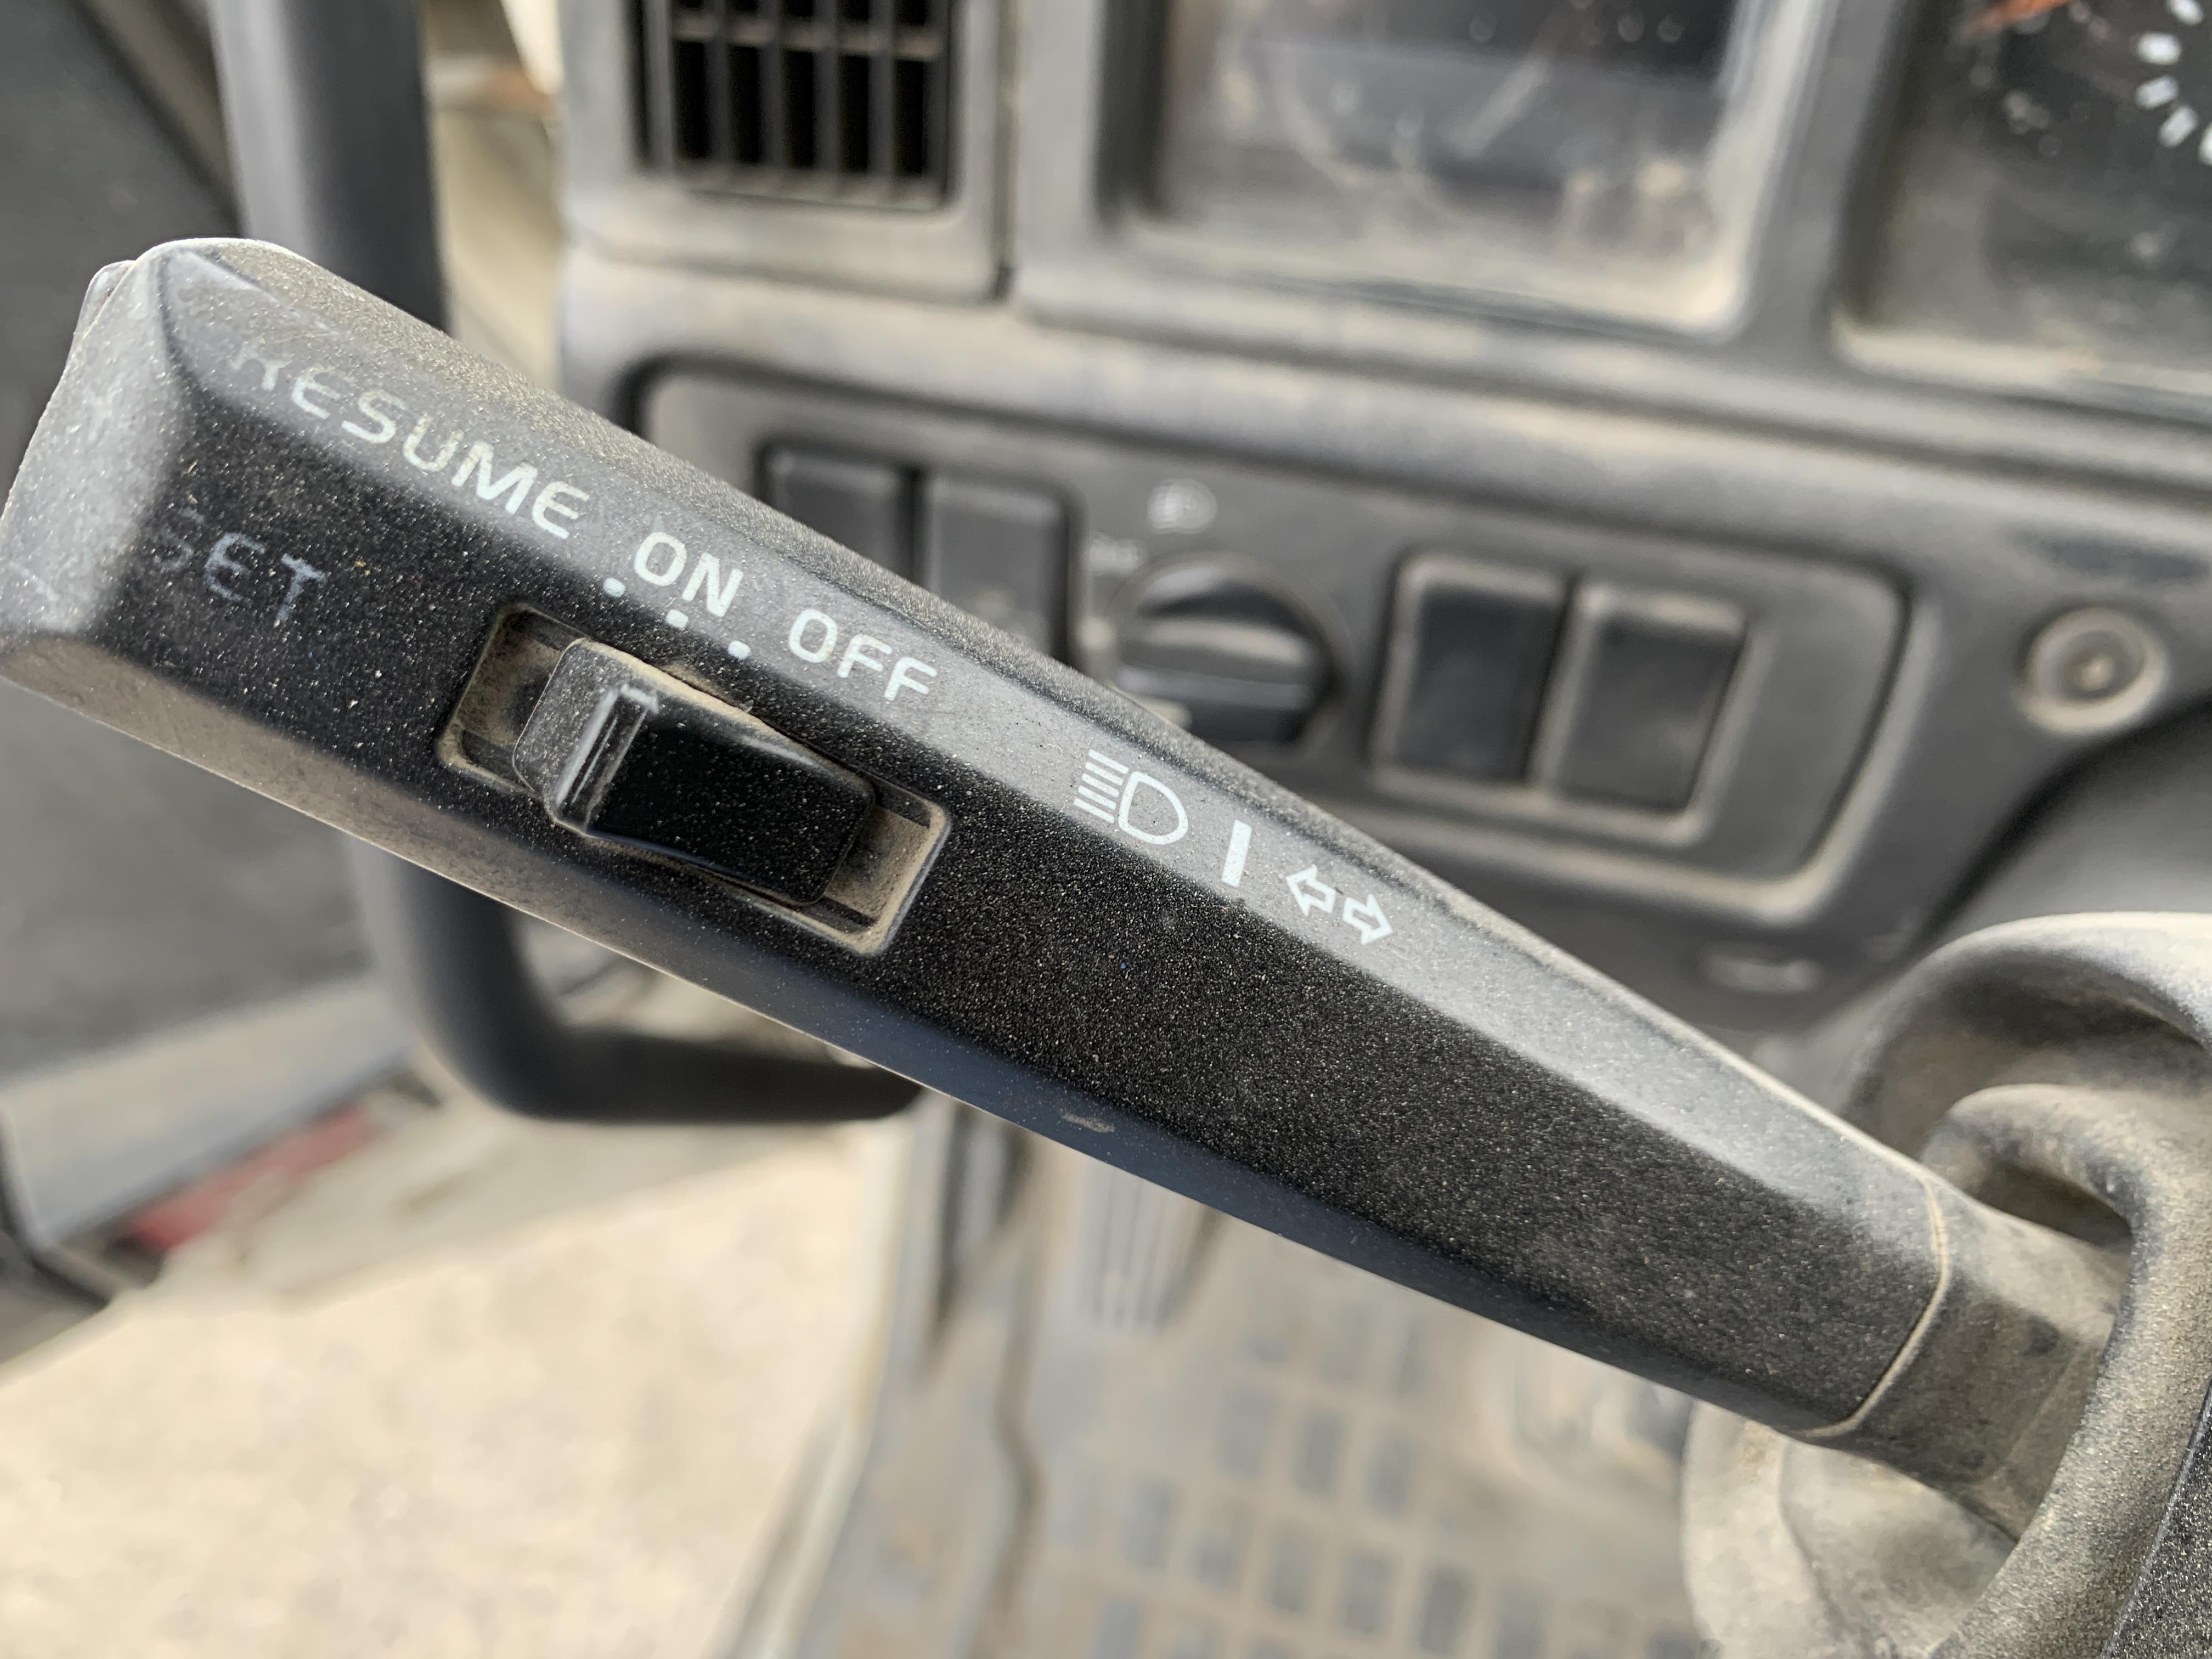 RESUME ON OFF
SET